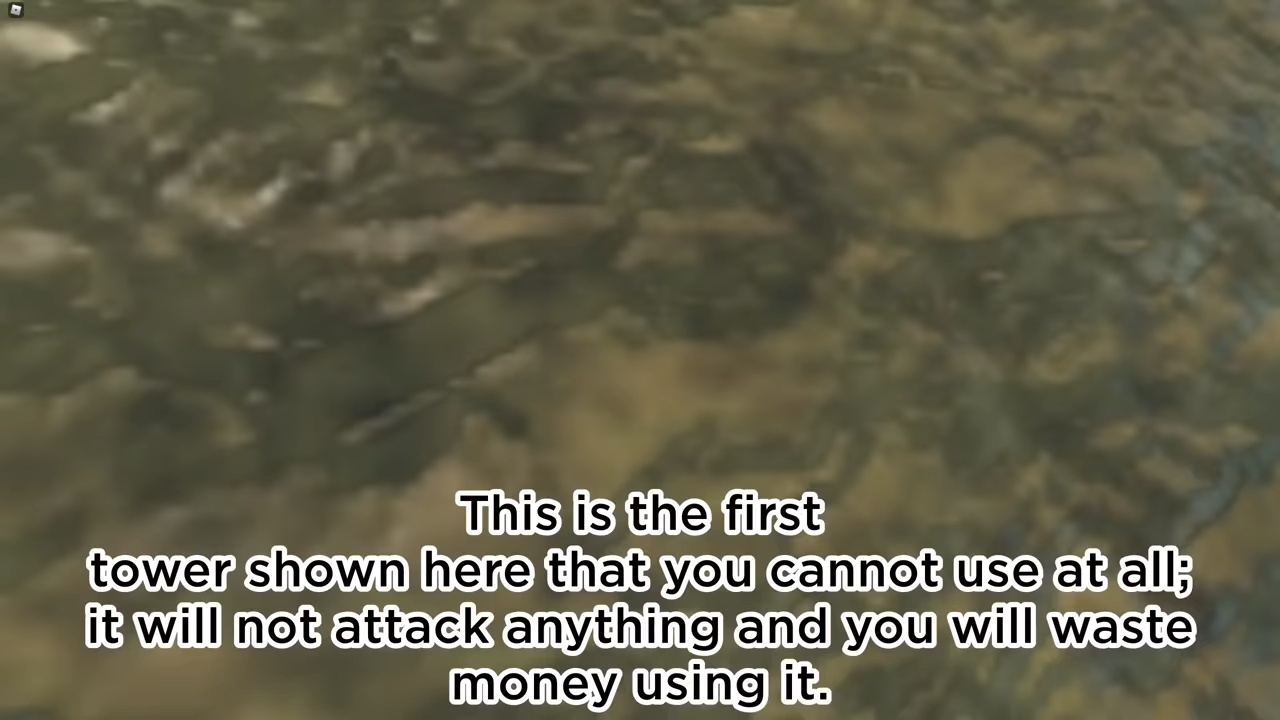 This is the first
tower shown here that you cannot use at all;
it will not attack anything and you will waste
money using it.